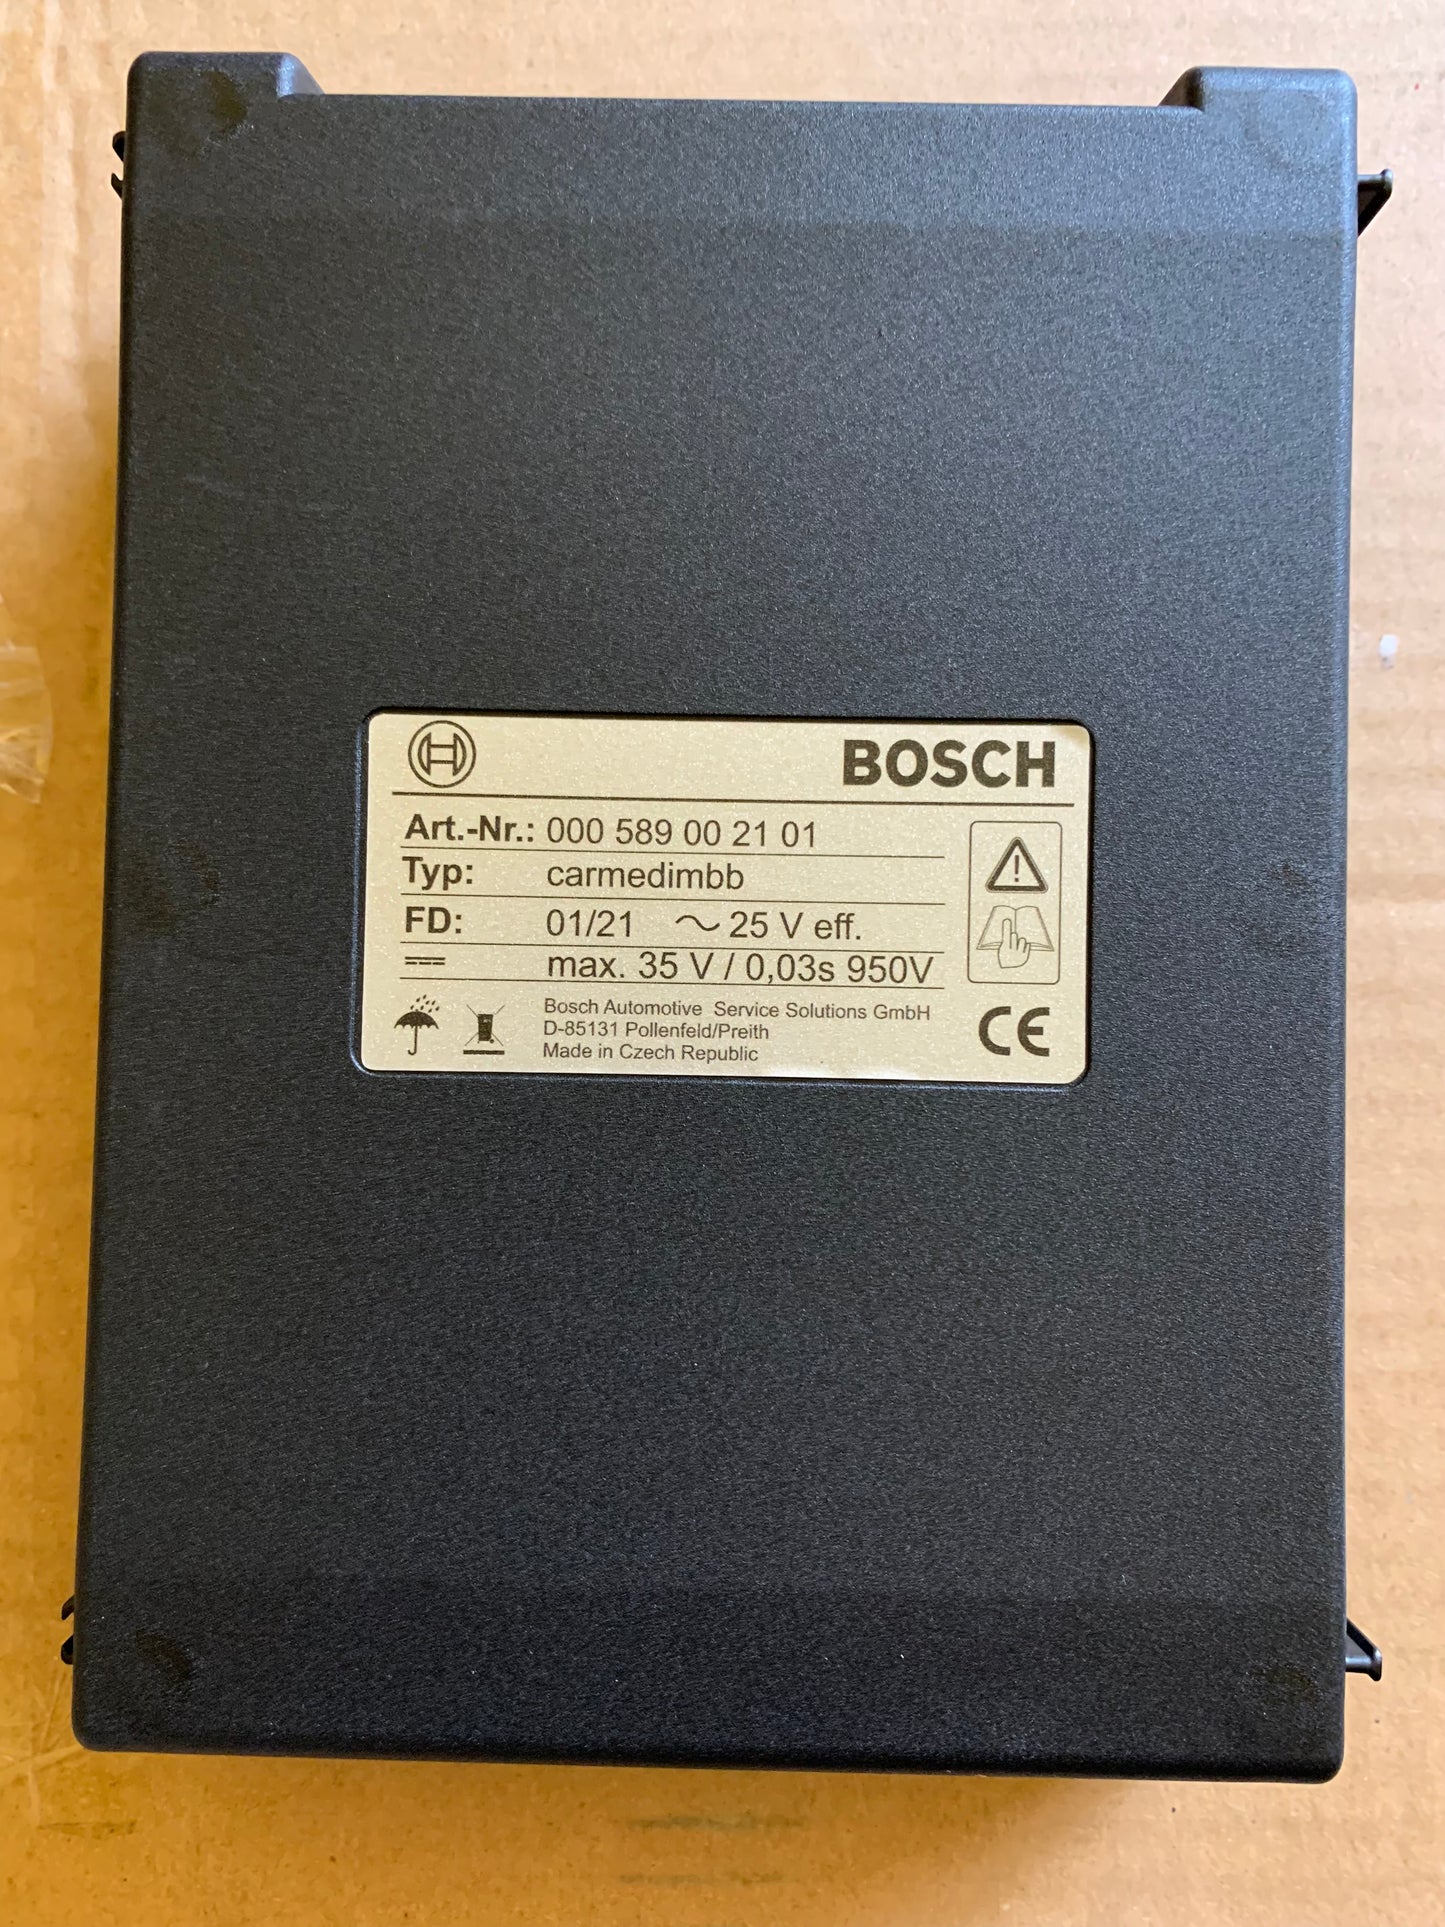 BOSCH
Art.-Nr.: 000 589 00 21 01
Typ: carmedimbb
FD: 01/21 ~ 25 V eff.
max. 35 V / 0,03s 950V
Bosch Automotive Service Solutions GmbH
D-85131 Pollenfeld/Preith
Made in Czech Republic
CE